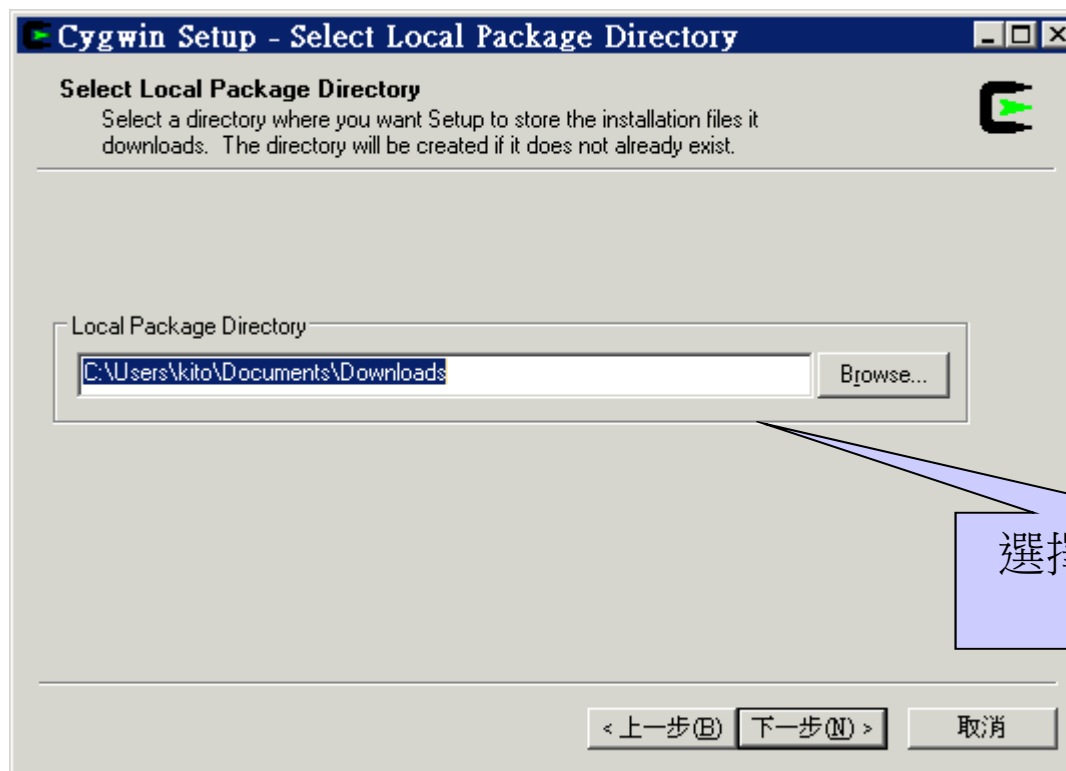 Cygwin Setup - Select Local Package Directory
Select Local Package Directory
Select a directory where you want Setup to store the installation files it
downloads. The directory will be created if it does not already exist.
Local Package Directory
C:\Users\kito\Documents\Downloads
Browse...
選擇
<上一步(B)
下一步(N) >
取消